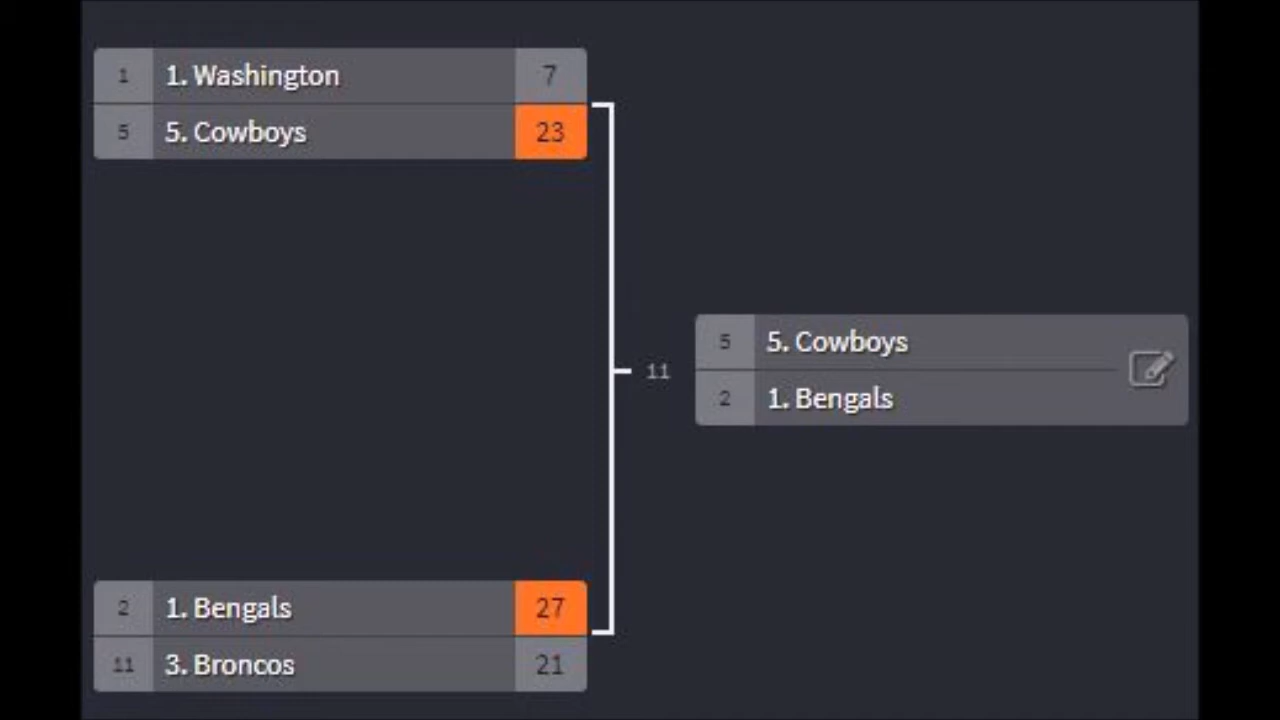 1 1. Washington 7
5 5. Cowboys 23
11
5 5. Cowboys
2 1. Bengals
2 1. Bengals 27
11 3. Broncos 21